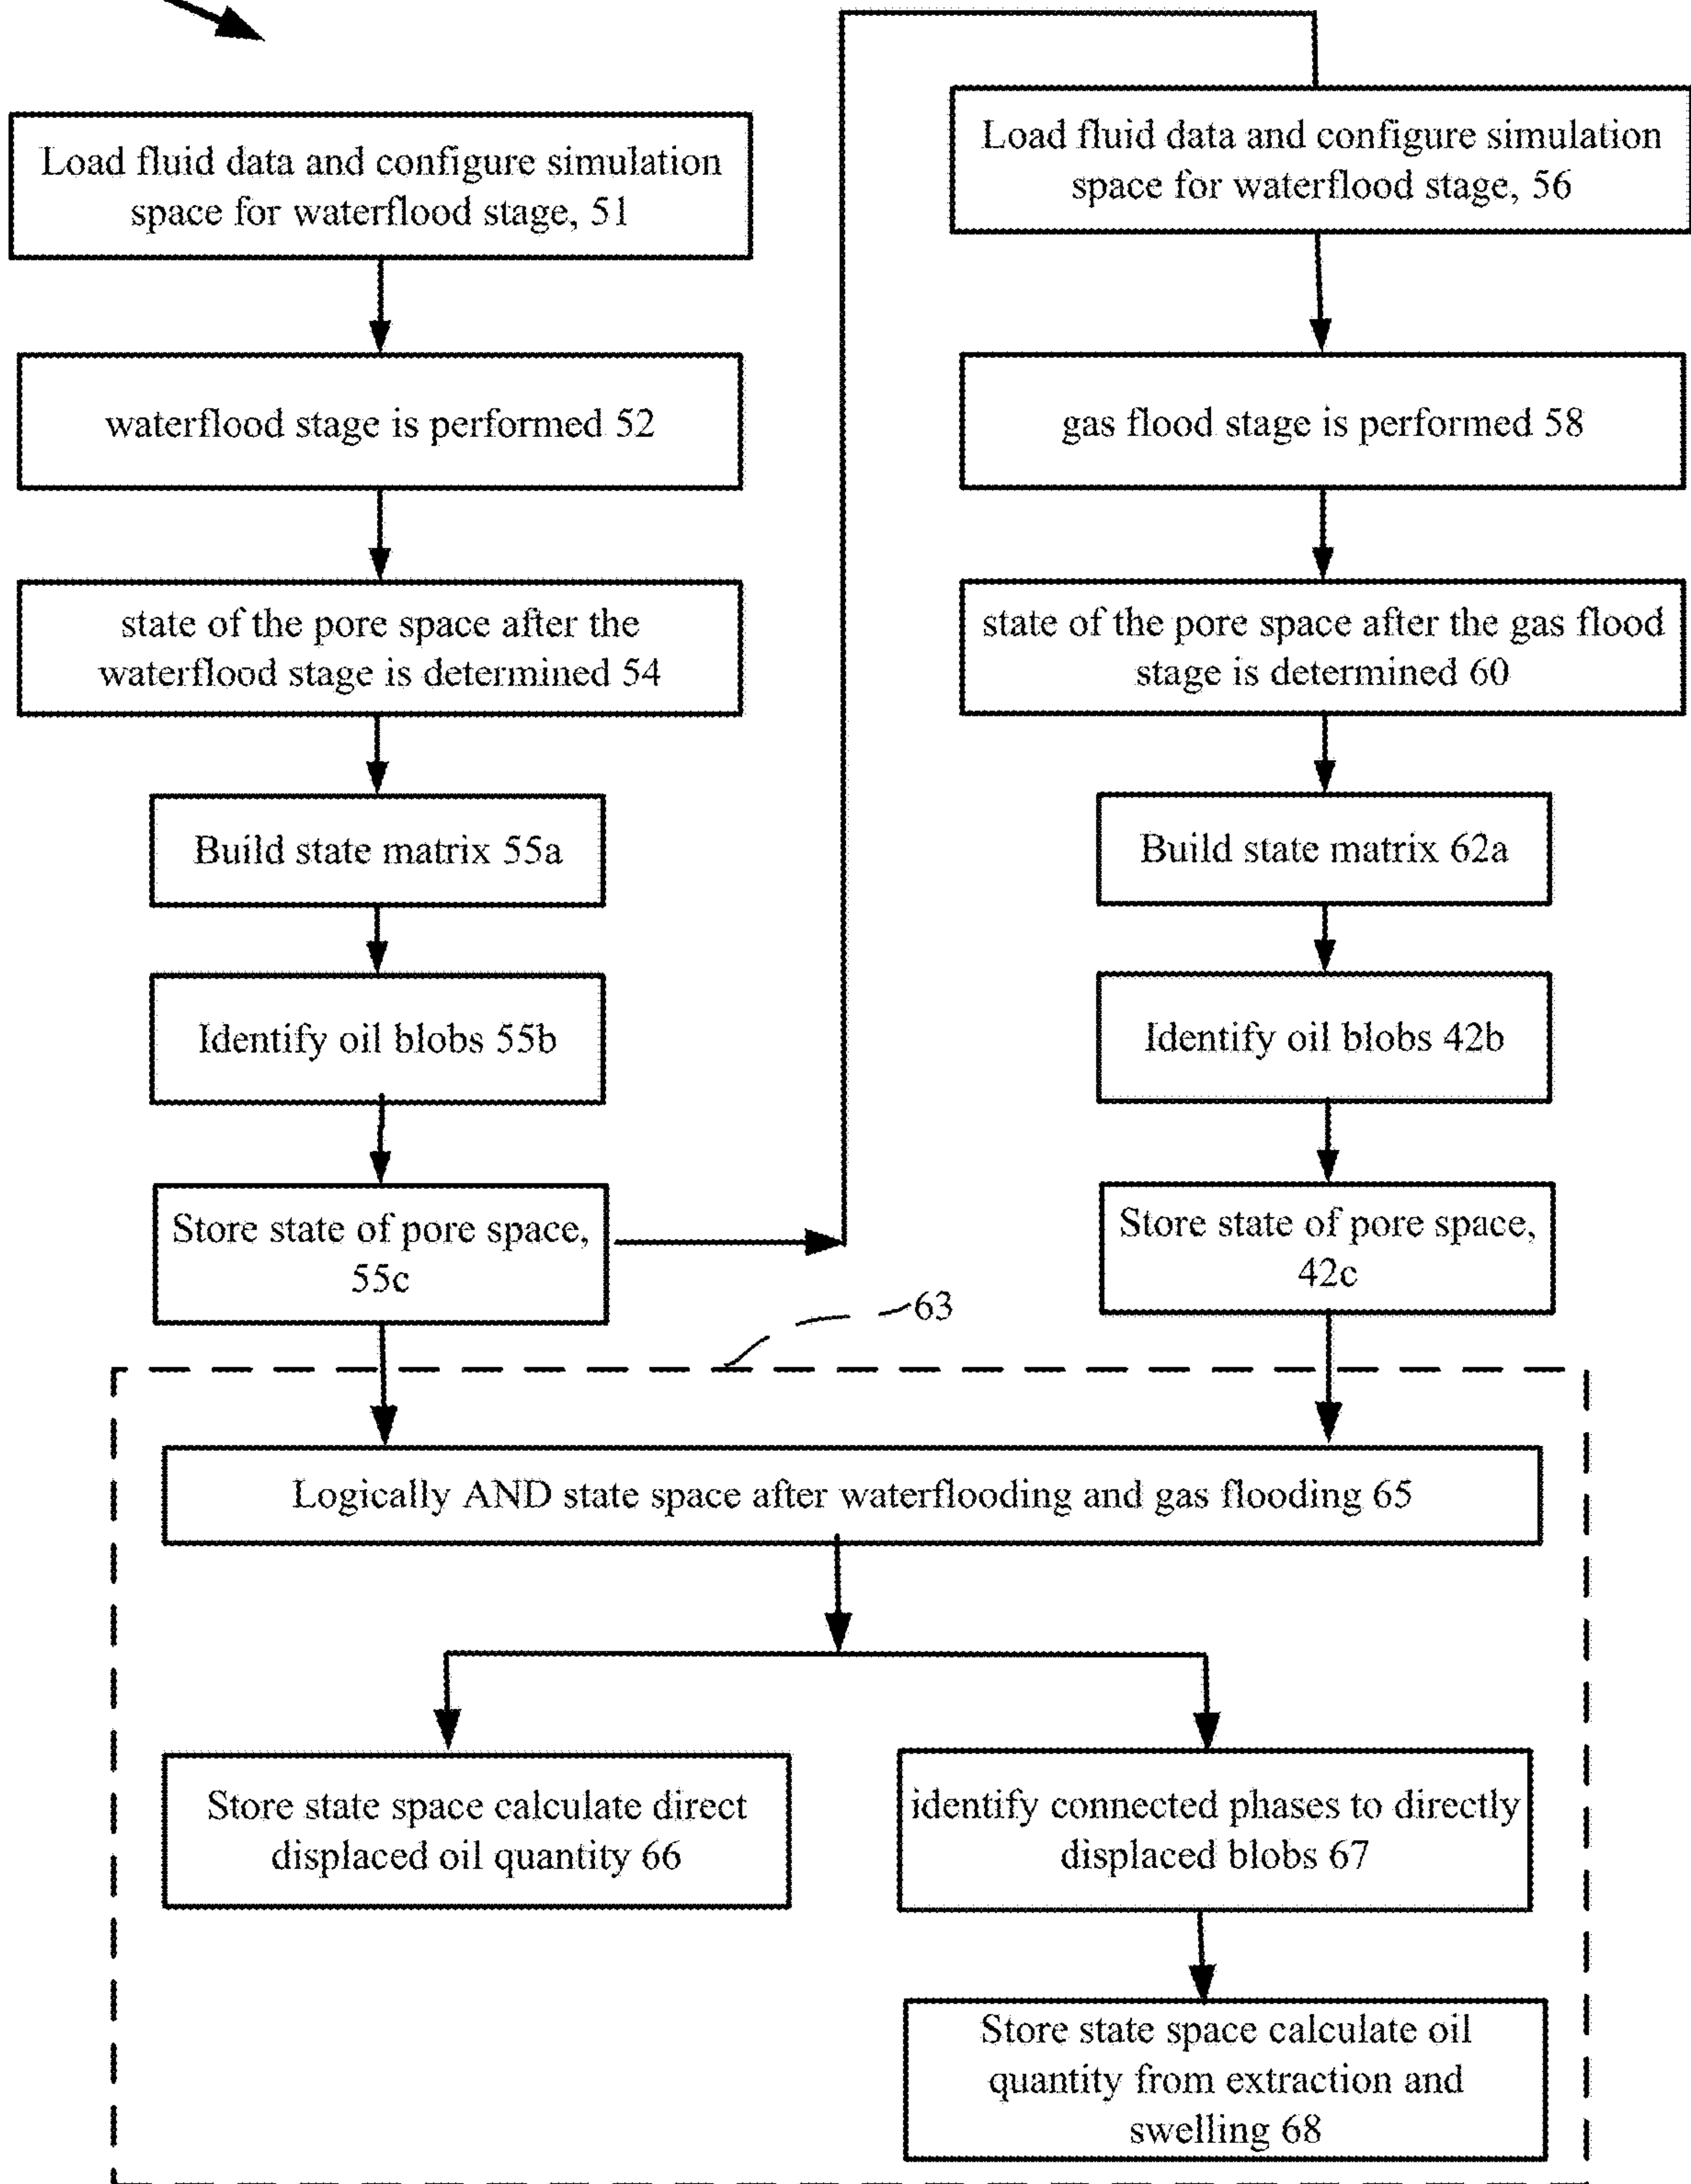 Load fluid data and configure simulation
space for waterflood stage, 51
waterflood stage is performed 52
state of the pore space after the
waterflood stage is determined 54
Build state matrix 55a
Identify oil blobs 55b
Store state of pore space,
55c
Load fluid data and configure simulation
space for waterflood stage, 56
gas flood stage is performed 58
state of the pore space after the gas flood
stage is determined 60
Build state matrix 62a
Identify oil blobs 42b
Store state of pore space,
42c
63
Logically AND state space after waterflooding and gas flooding 65
Store state space calculate direct
displaced oil quantity 66
identify connected phases to directly
displaced blobs 67
Store state space calculate oil
quantity from extraction and
swelling 68